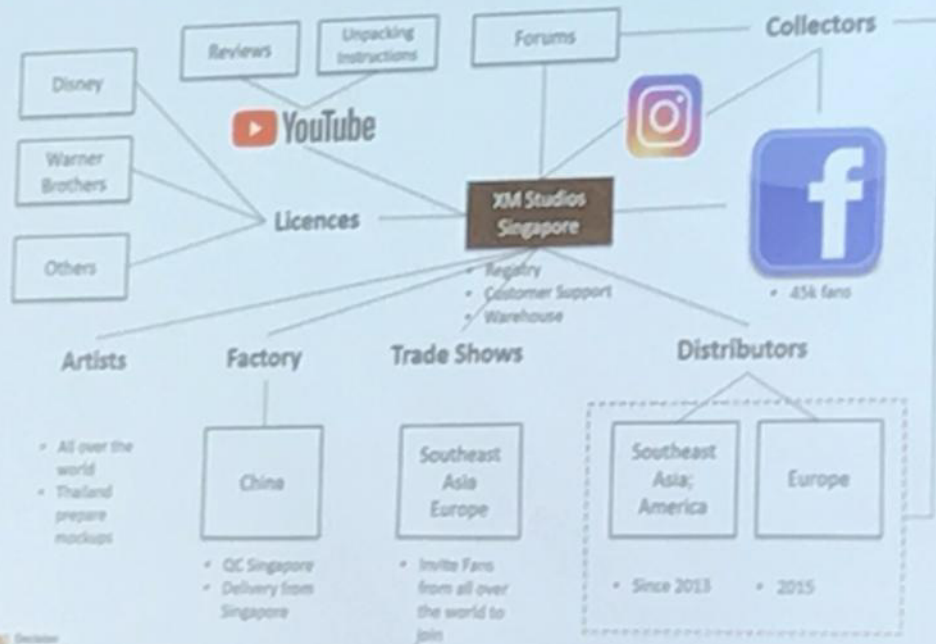 Collectors
Reviews
Unpacking
Instructions
Forums
Disney
YouTube
Warner
Brothers
XM Studios
Singapore
Licences
Others
Registry
Customer Support
Warehouse
45k fans
Artists
Factory
Trade Shows
Distributors
All over the
world
Thailand
prepare
mockups
China
QC Singapore
Delivery from
Singapore
Southeast
Asia
Europe
Invite Fans
from all over
the world to
join
Southeast
Asia;
America
Since 2013
Europe
2015